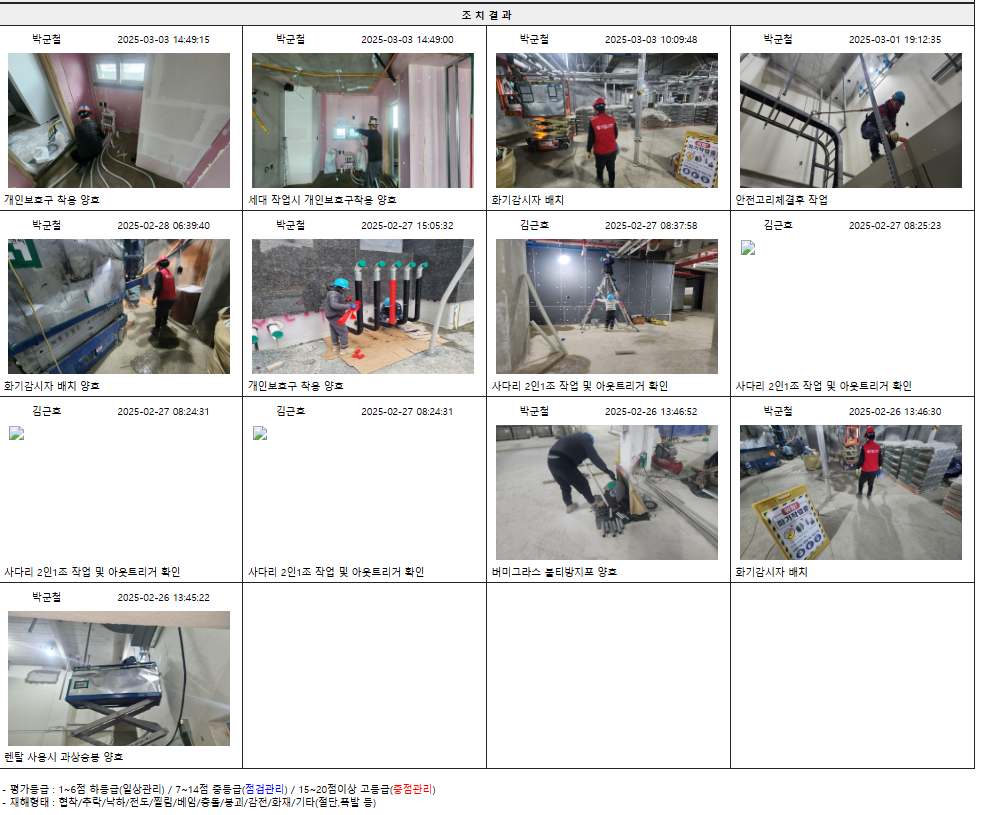 조 치 결 과
박군철 2025-03-03 14:49:15
박군철 2025-03-03 14:49:00
박군철 2025-03-03 10:09:48
박군철 2025-03-01 19:12:35
화기작업중
개인보호구 착용 양호
세대 작업시 개인보호구착용 양호
화기감시자 배치
안전고리체결후 작업
박군철 2025-02-28 06:39:40
박군철 2025-02-27 15:05:32
김근호 2025-02-27 08:37:58
김근호 2025-02-27 08:25:23
화기감시자 배치 양호
개인보호구 착용 양호
사다리 2인1조 작업 및 아웃트리거 확인
사다리 2인1조 작업 및 아웃트리거 확인
김근호 2025-02-27 08:24:31
김근호 2025-02-27 08:24:31
박군철 2025-02-26 13:46:52
박군철 2025-02-26 13:46:30
화기작업중
사다리 2인1조 작업 및 아웃트리거 확인
사다리 2인1조 작업 및 아웃트리거 확인
버미그라스 불티방지포 양호
화기감시자 배치
박군철 2025-02-26 13:45:22
렌탈 사용시 과상승봉 양호
- 평가등급 : 1~6점 하등급(일상관리) / 7~14점 중등급(점검관리) / 15~20점이상 고등급(중점관리)
- 재해형태 : 협착/추락/낙하/전도/찔림/베임/충돌/붕괴/감전/화재/기타(절단,폭발 등)